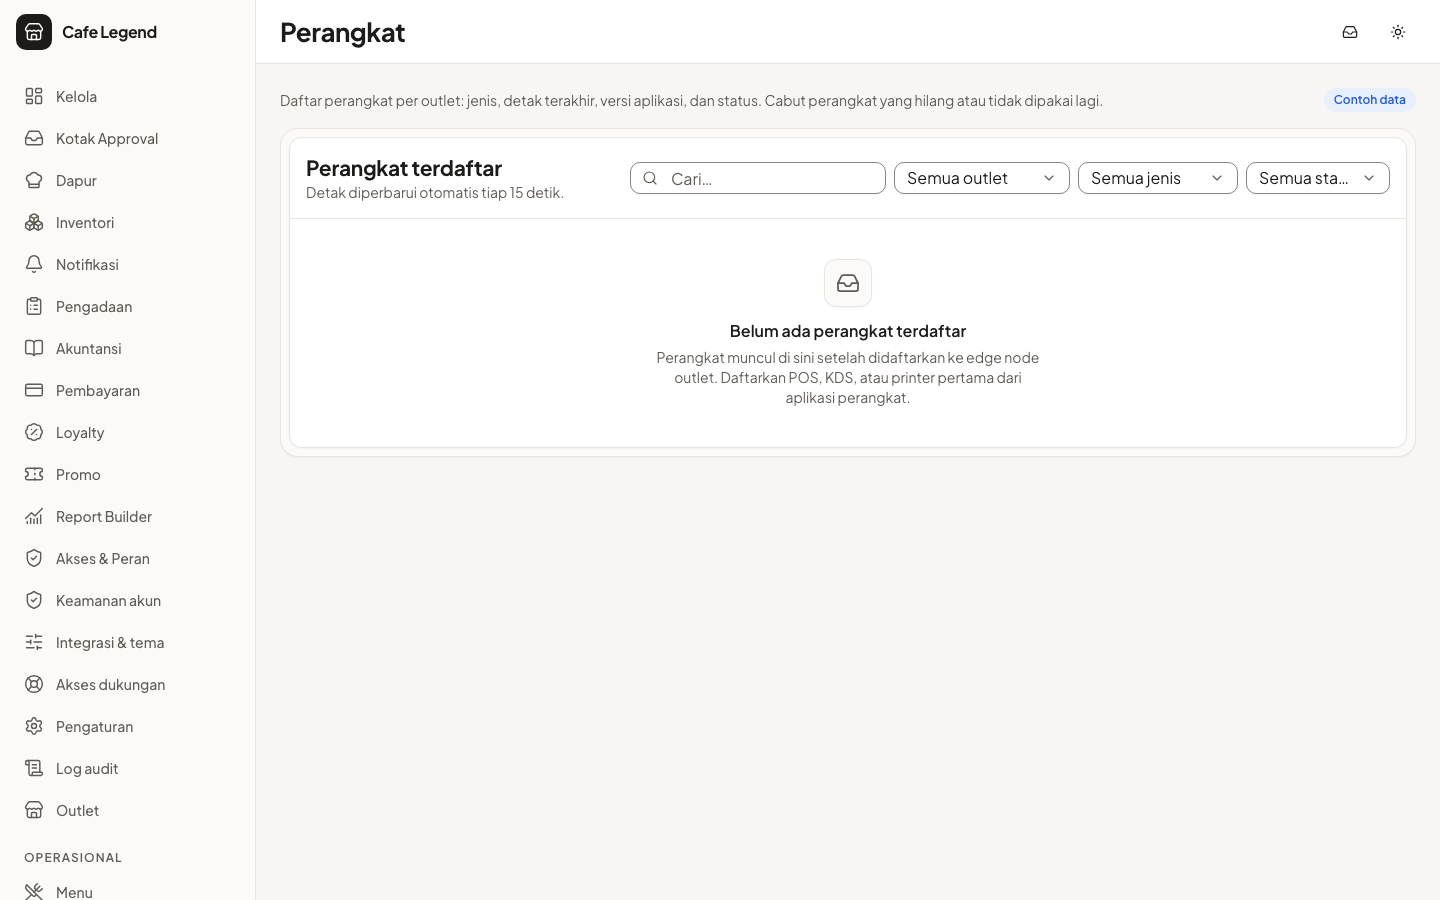 Cafe Legend
Kelola
Kotak Approval
Dapur
Inventori
Notifikasi
Pengadaan
Akuntansi
Pembayaran
Loyalty
Promo
Report Builder
Akses & Peran
Keamanan akun
Integrasi & tema
Akses dukungan
Pengaturan
Log audit
Outlet
OPERASIONAL
Menu
Perangkat
Daftar perangkat per outlet: jenis, detak terakhir, versi aplikasi, dan status. Cabut perangkat yang hilang atau tidak dipakai lagi.
Contoh data
Perangkat terdaftar
Detak diperbarui otomatis tiap 15 detik.
Cari...
Semua outlet
Semua jenis
Semua sta...
Belum ada perangkat terdaftar
Perangkat muncul di sini setelah didaftarkan ke edge node
outlet. Daftarkan POS, KDS, atau printer pertama dari
aplikasi perangkat.